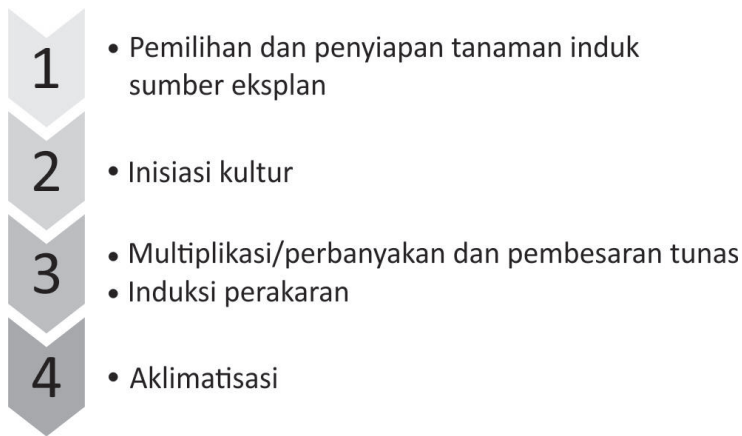 1
• Pemilihan dan penyiapan tanaman induk
sumber eksplan
2
• Inisiasi kultur
3
• Multiplikasi/perbanyakan dan pembesaran tunas
• Induksi perakaran
4
• Aklimatisasi